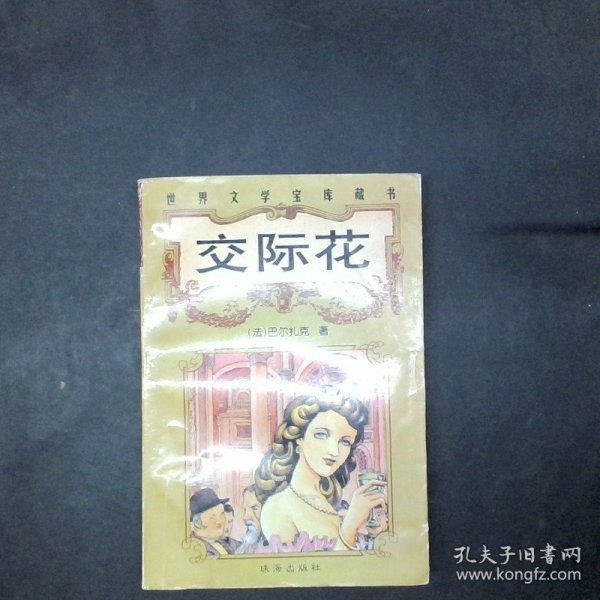 世界文学宝库藏书
交际花
(法)巴尔扎克 著
珠海出版社
孔夫子旧书网
www.kongfz.com